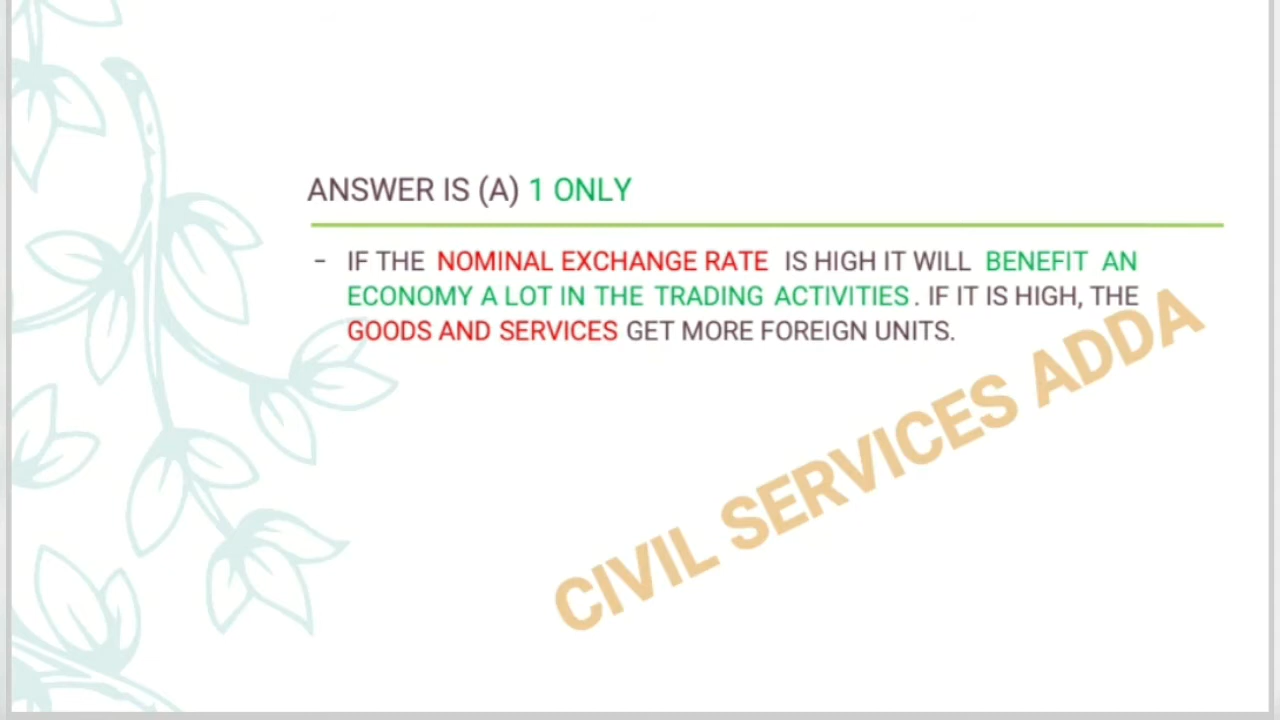 ANSWER IS (A) 1 ONLY
- IF THE NOMINAL EXCHANGE RATE IS HIGH IT WILL BENEFIT AN
ECONOMY A LOT IN THE TRADING ACTIVITIES. IF IT IS HIGH, THE
GOODS AND SERVICES GET MORE FOREIGN UNITS.
CIVIL SERVICES ADDA